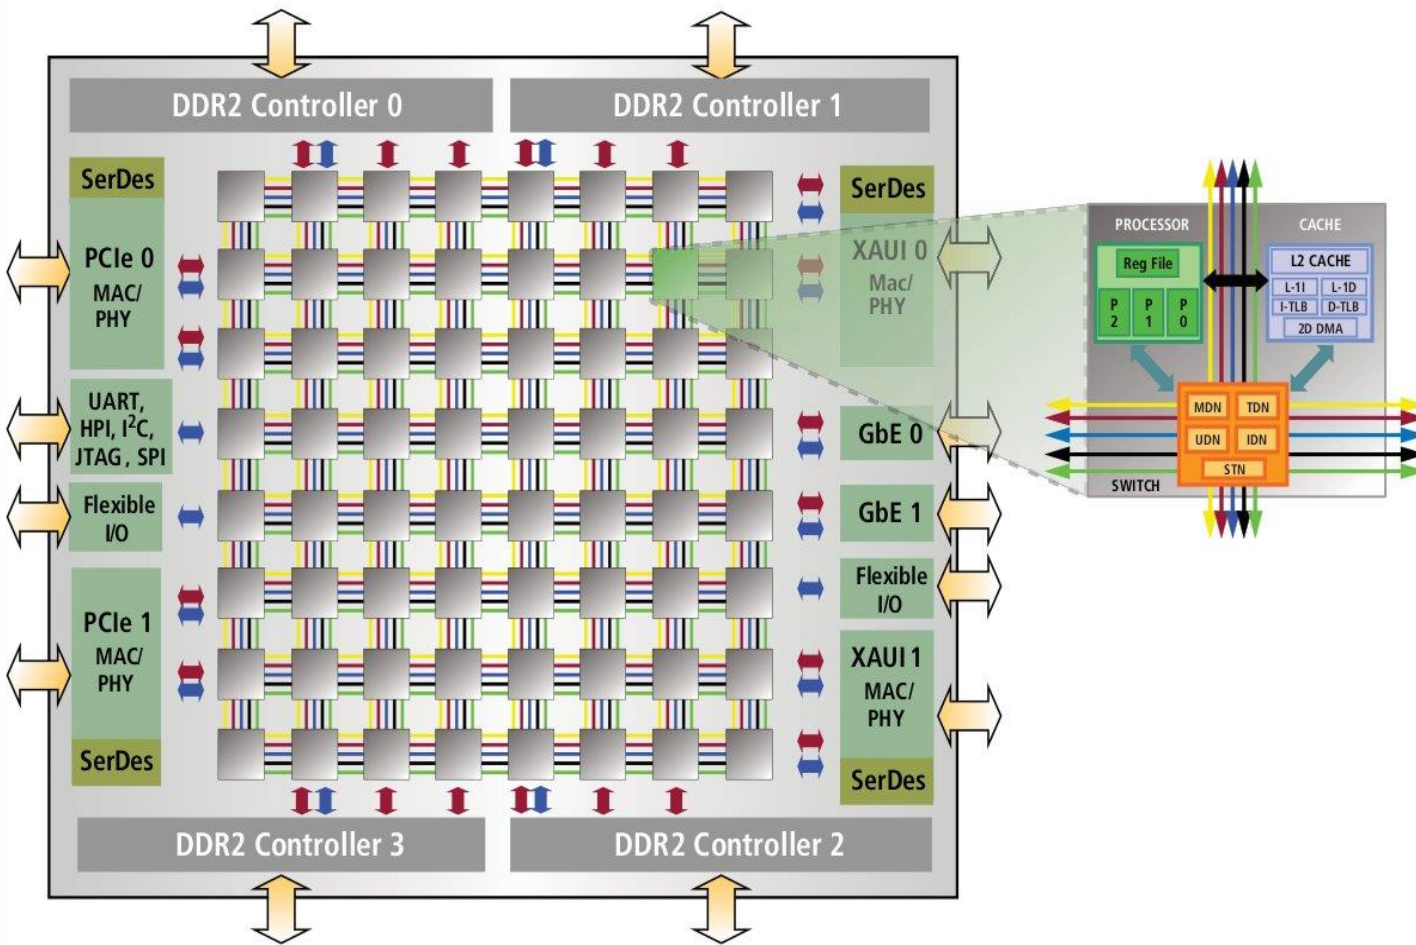 DDR2 Controller 0
DDR2 Controller 1
SerDes
PCIe 0
MAC/
PHY
UART,
HPI, I²C,
JTAG , SPI
Flexible
I/O
PCIe 1
MAC/
PHY
SerDes
SerDes
XAUI 0
Mac/
PHY
GbE 0
GbE 1
Flexible
I/O
XAUI 1
MAC/
PHY
SerDes
DDR2 Controller 3
DDR2 Controller 2
PROCESSOR
CACHE
Reg File
P
2
P
1
P
0
L2 CACHE
L-1I
L-1D
I-TLB
D-TLB
2D DMA
MDN
TDN
UDN
IDN
STN
SWITCH